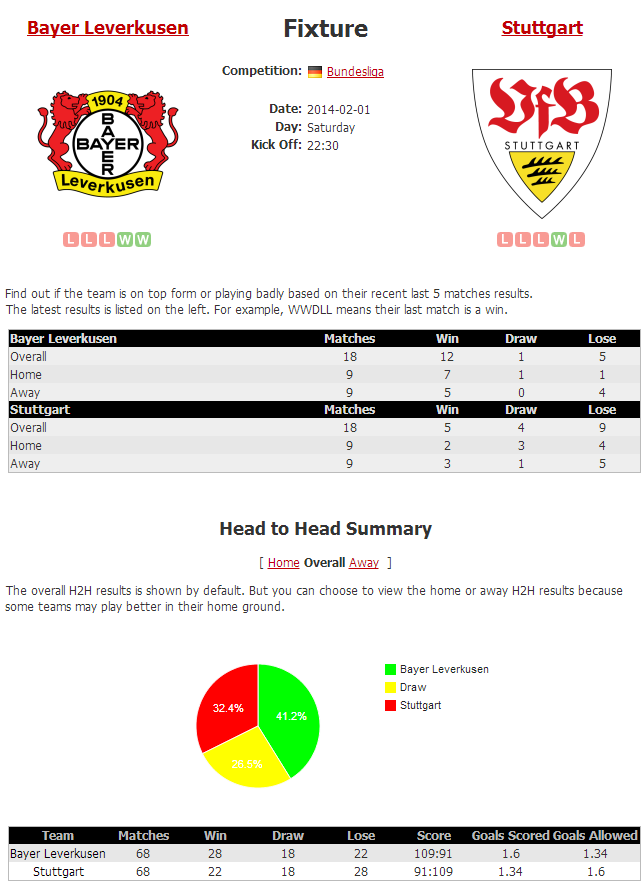 Bayer Leverkusen Fixture Stuttgart
Competition: Bundesliga
Date: 2014-02-01
Day: Saturday
Kick Off: 22:30
1904
BAYER
BAYER
Leverkusen
VfB
STUTTGART
L L L W W
L L L W L
Find out if the team is on top form or playing badly based on their recent last 5 matches results.
The latest results is listed on the left. For example, WWDLL means their last match is a win.
Bayer Leverkusen Matches Win Draw Lose
Overall 18 12 1 5
Home 9 7 1 1
Away 9 5 0 4
Stuttgart Matches Win Draw Lose
Overall 18 5 4 9
Home 9 2 3 4
Away 9 3 1 5
Head to Head Summary
[ Home Overall Away ]
The overall H2H results is shown by default. But you can choose to view the home or away H2H results because
some teams may play better in their home ground.
Bayer Leverkusen
Draw
Stuttgart
32.4%
41.2%
26.5%
Team Matches Win Draw Lose Score Goals Scored Goals Allowed
Bayer Leverkusen 68 28 18 22 109:91 1.6 1.34
Stuttgart 68 22 18 28 91:109 1.34 1.6